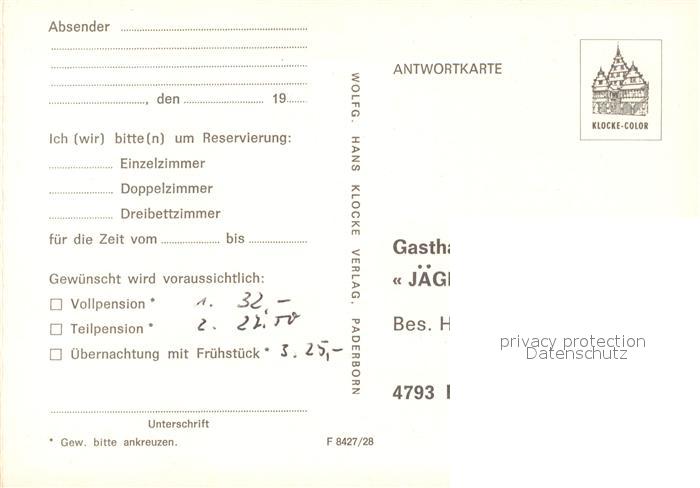 Absender
, den 19
Ich (wir) bitte(n) um Reservierung:
Einzelzimmer
Doppelzimmer
Dreibettzimmer
für die Zeit vom bis
Gewünscht wird voraussichtlich:
Vollpension * 1. 32,-
Teilpension * 2. 27.50
Übernachtung mit Frühstück * 3. 25,-
Unterschrift
* Gew. bitte ankreuzen.
F 8427/28
WOLFG. HANS KLOCKE VERLAG, PADERBORN
ANTWORTKARTE
KLOCKE-COLOR
Gastha
« JÄG
Bes. H
4793
privacy protection
Datenschutz